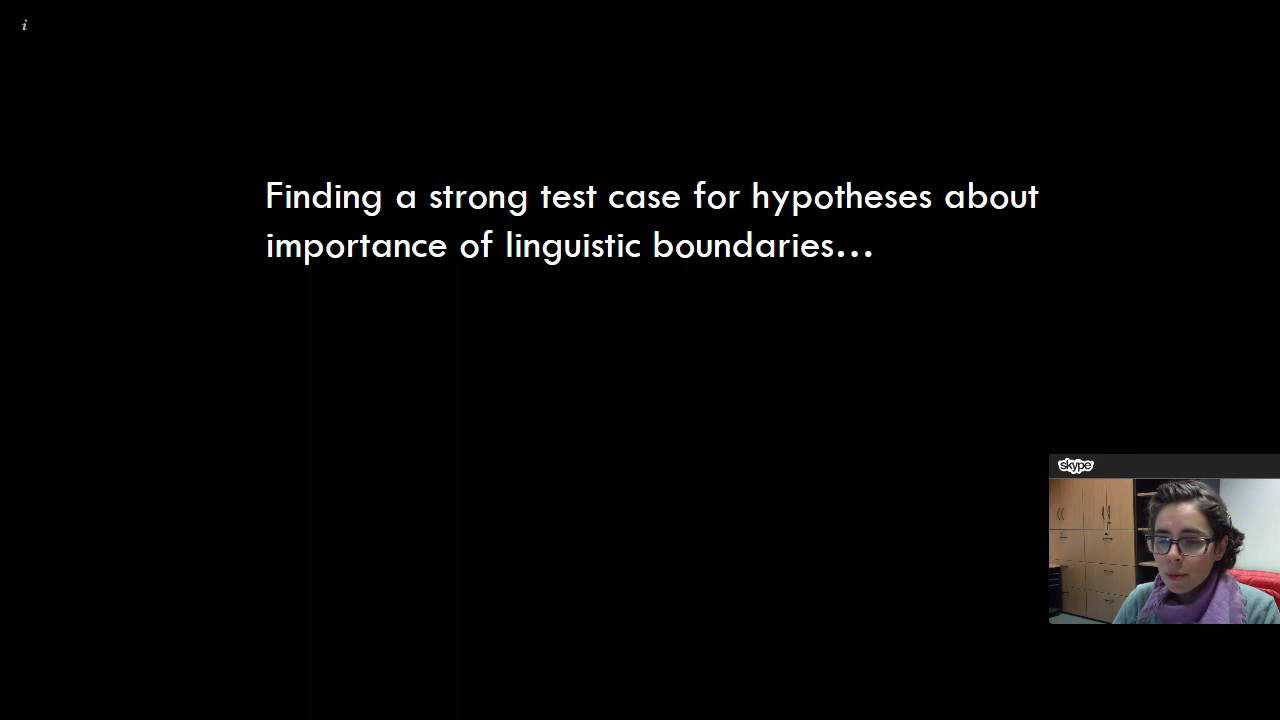 i
Finding a strong test case for hypotheses about
importance of linguistic boundaries...
skype